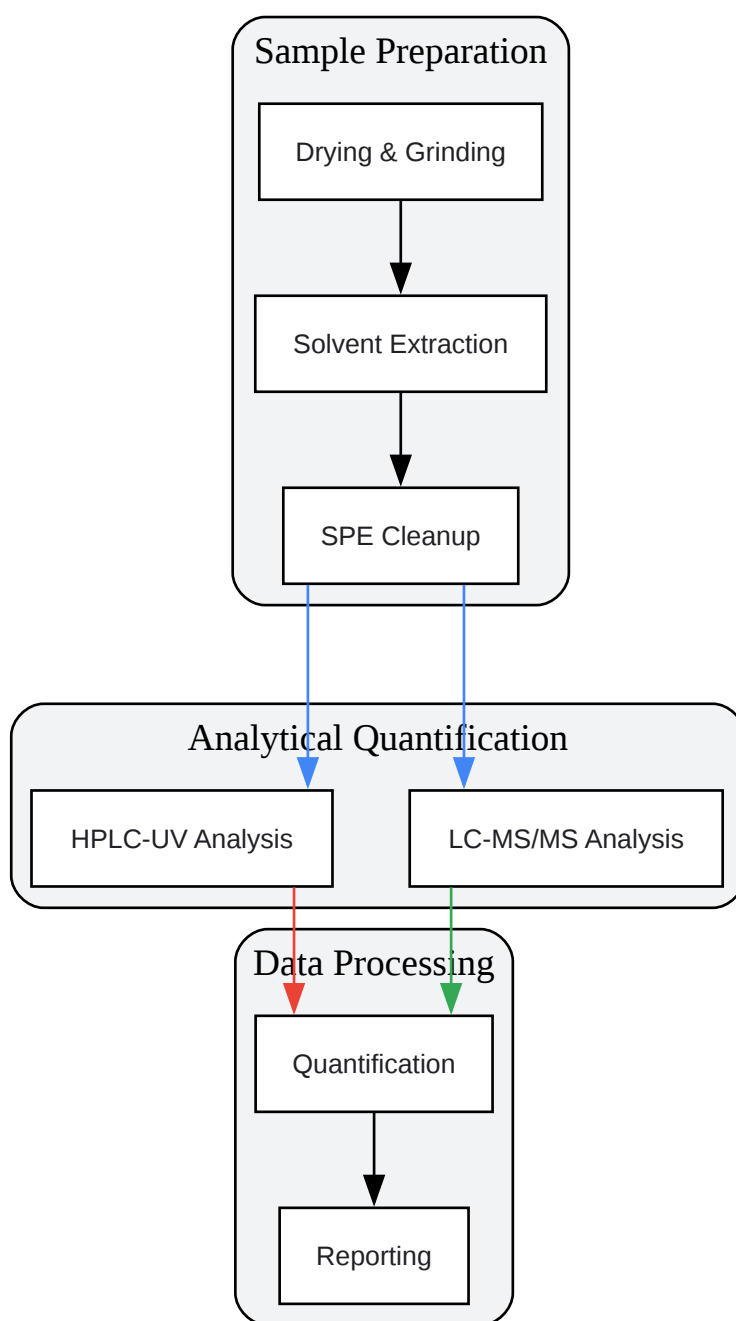 Sample Preparation
Drying & Grinding
Solvent Extraction
SPE Cleanup
Analytical Quantification
HPLC-UV Analysis
LC-MS/MS Analysis
Data Processing
Quantification
Reporting